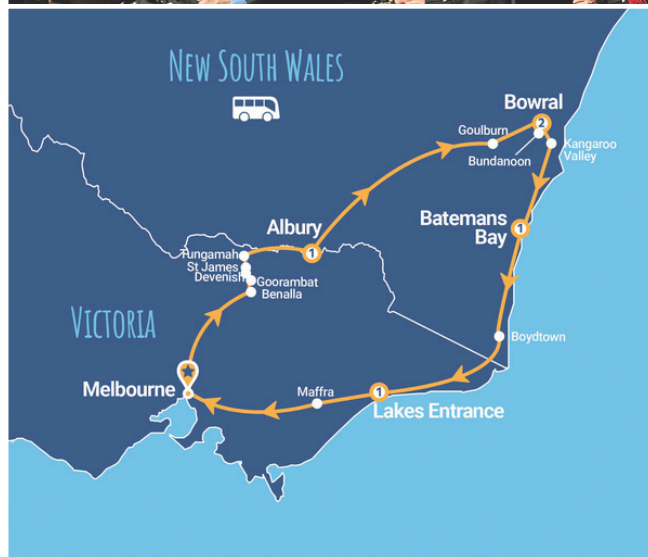 NEW SOUTH WALES
Bowral
2
Goulburn
Bundanoon
Kangaroo
Valley
Albury
1
Batemans
Bay
1
Tungamah
St James
Devenish
Goorambat
Benalla
VICTORIA
Boydtown
Melbourne
Maffra
1
Lakes Entrance